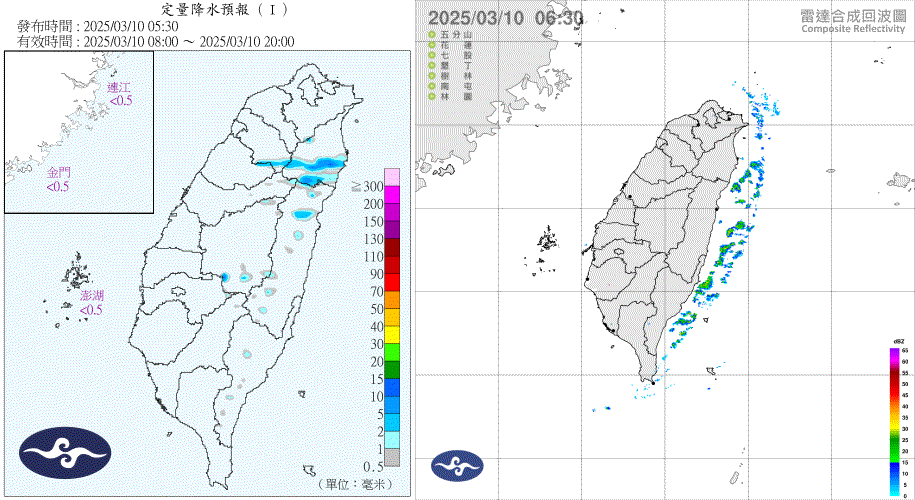 定量降水預報（Ｉ）
發布時間：2025/03/10 05:30
有效時間：2025/03/10 08:00 ～ 2025/03/10 20:00
連江
<0.5
金門
<0.5
澎湖
<0.5
≥
300
200
150
130
110
90
70
50
40
30
20
15
10
5
2
1
0.5
（單位：毫米）
2025/03/10 06:30
五分山
花蓮
七股
墾丁
樹林
南屯
林園
雷達合成回波圖
Composite Reflectivity
dBZ
65
60
55
50
45
40
35
30
25
20
15
10
5
0